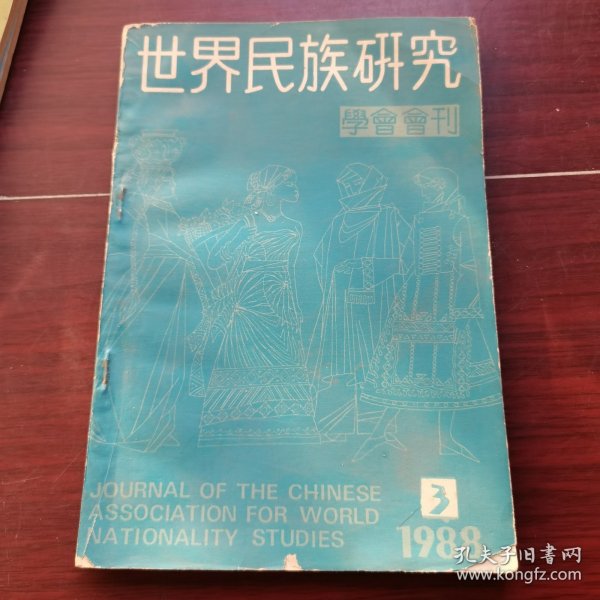 世界民族研究
學會會刊
JOURNAL OF THE CHINESE
ASSOCIATION FOR WORLD
NATIONALITY STUDIES
3
1988
孔夫子旧書网
www.kongfz.com